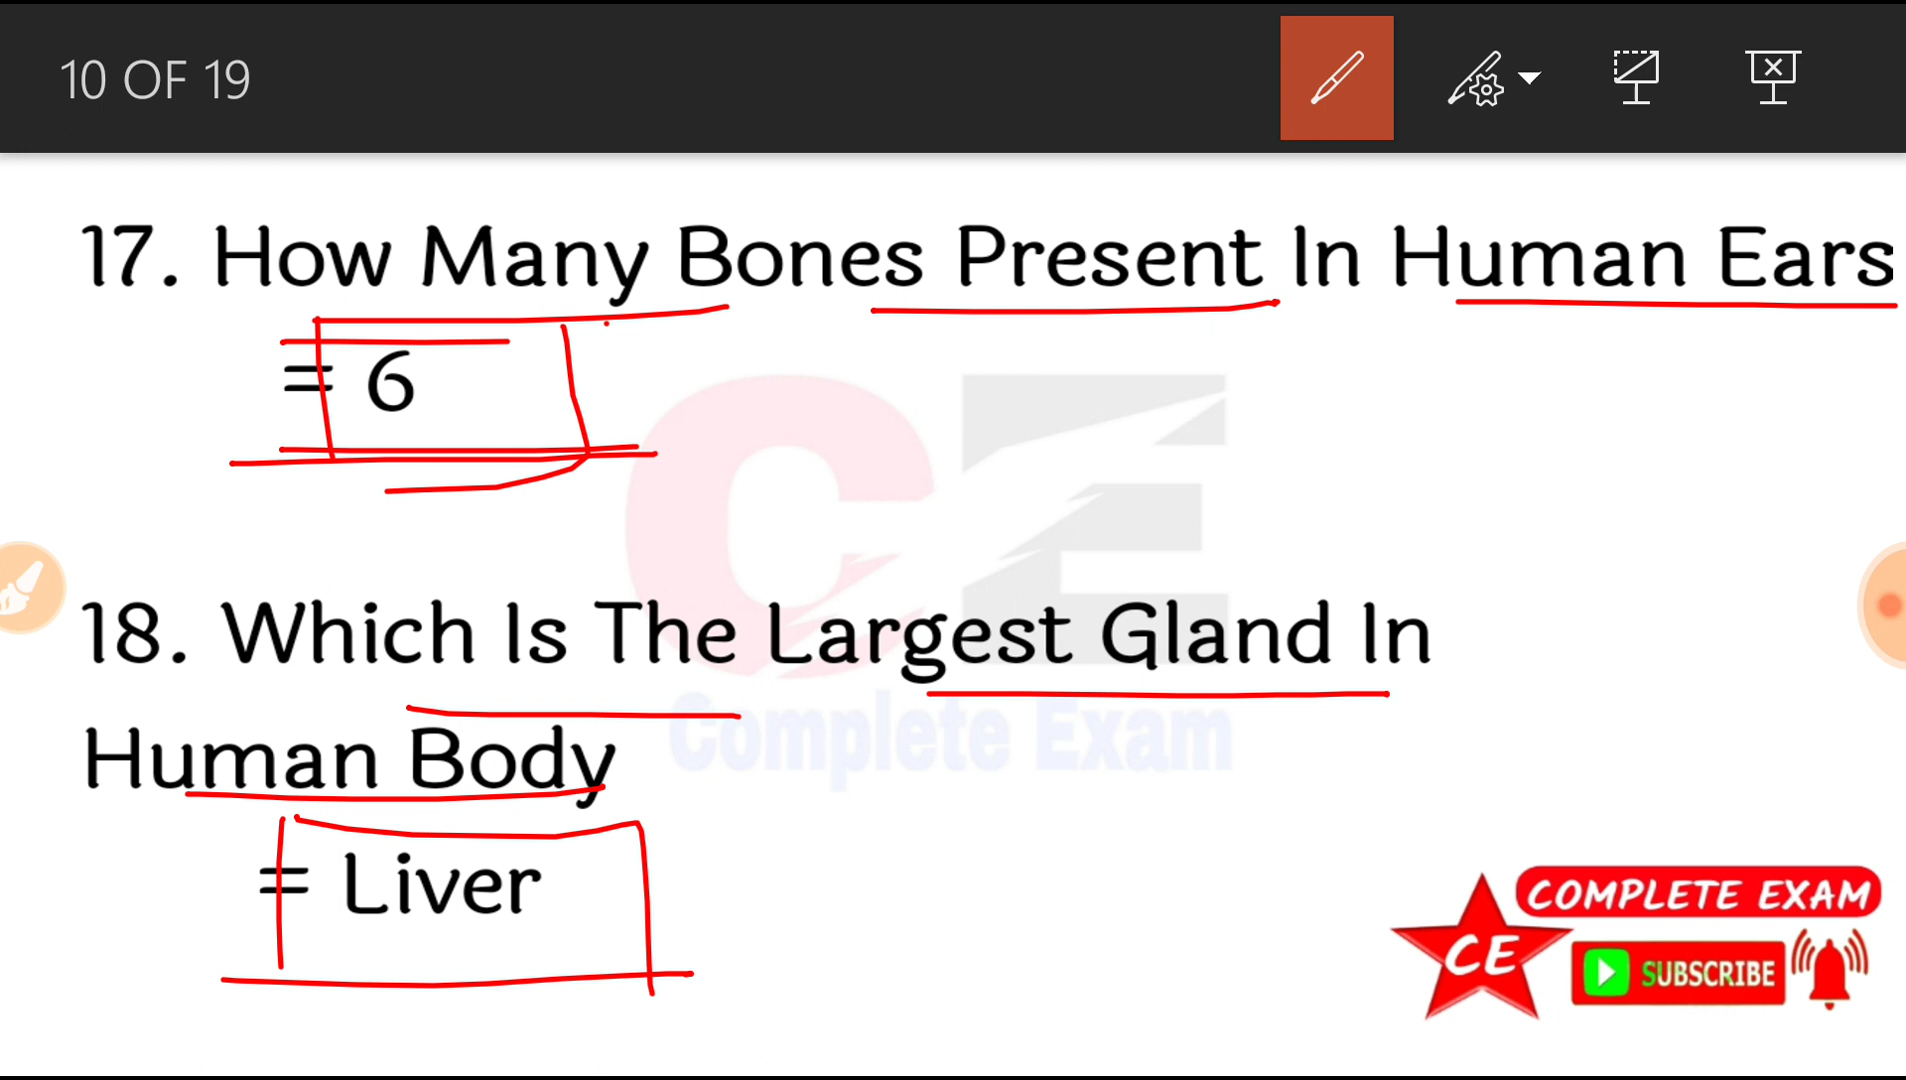 10 OF 19
17. How Many Bones Present In Human Ears
= 6
18. Which Is The Largest Gland In
Human Body
= Liver
CE
Complete Exam
COMPLETE EXAM
CE
SUBSCRIBE